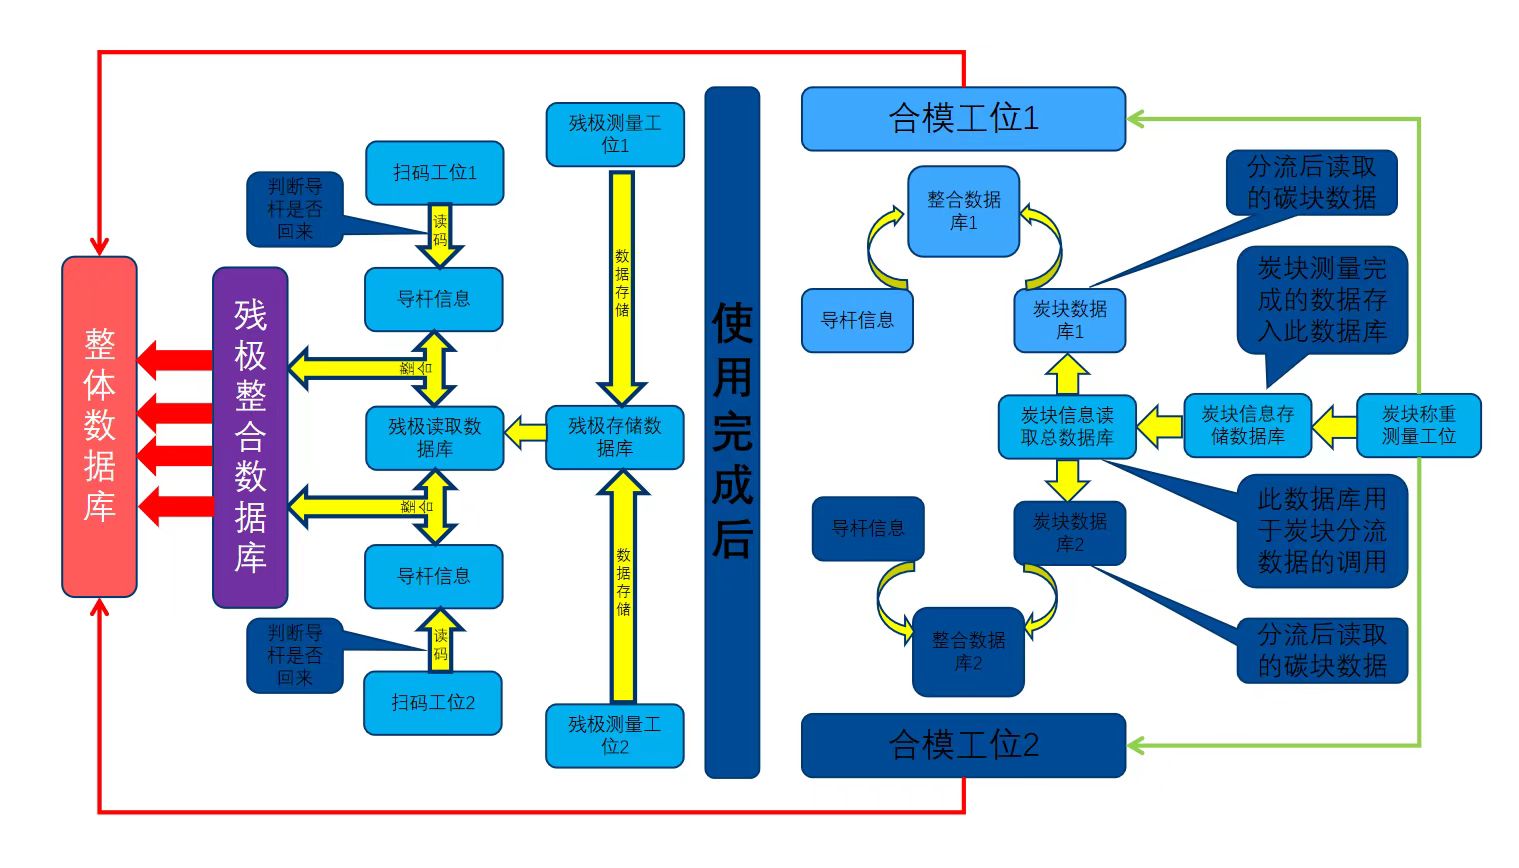 残极测量工
位1
扫码工位1
判断导
杆是否
回来
读
码
数
据
存
储
导杆信息
整
合
残极读取数
据库
残极存储数
据库
整
合
导杆信息
数
据
存
储
判断导
杆是否
回来
读
码
扫码工位2
残极测量工
位2
整
体
数
据
库
残
极
整
合
数
据
库
使
用
完
成
后
合模工位1
分流后读取
的碳块数据
整合数据
库1
炭块测量完
成的数据存
入此数据库
导杆信息
炭块数据
库1
炭块信息读
取总数据库
炭块信息存
储数据库
炭块称重
测量工位
此数据库用
于炭块分流
数据的调用
导杆信息
炭块数据
库2
分流后读取
的碳块数据
整合数据
库2
合模工位2